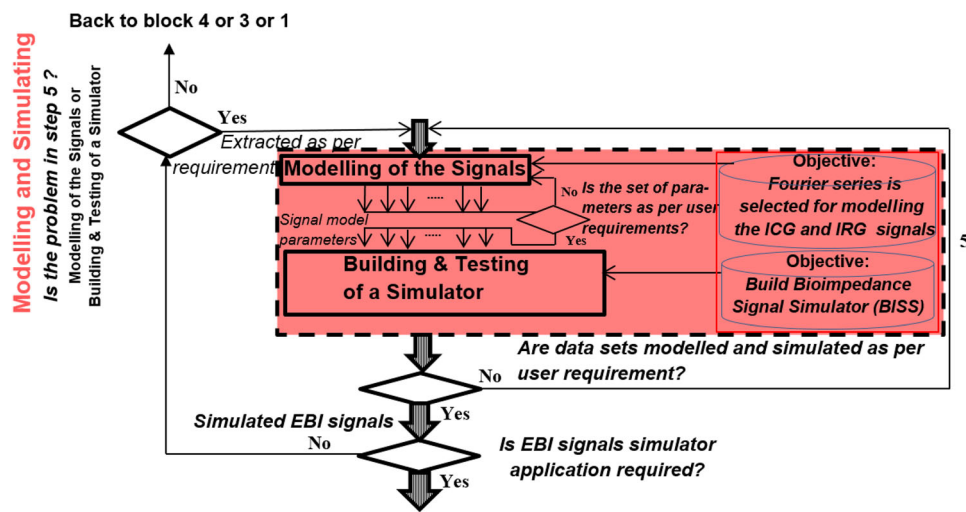 Back to block 4 or 3 or 1
Modelling and Simulating
Is the problem in step 5 ?
Modelling of the Signals or
Building & Testing of a Simulator
No
Yes
Extracted as per
requirement
Modelling of the Signals
Objective:
Fourier series is
selected for modelling
the ICG and IRG signals
No
Is the set of para-
meters as per user
requirements?
.....
Signal model
parameters
Yes
.....
Building & Testing
of a Simulator
Objective:
Build Bioimpedance
Signal Simulator (BISS)
Are data sets modelled and simulated as per
user requirement?
No
Yes
Simulated EBI signals
No
Is EBI signals simulator
application required?
Yes